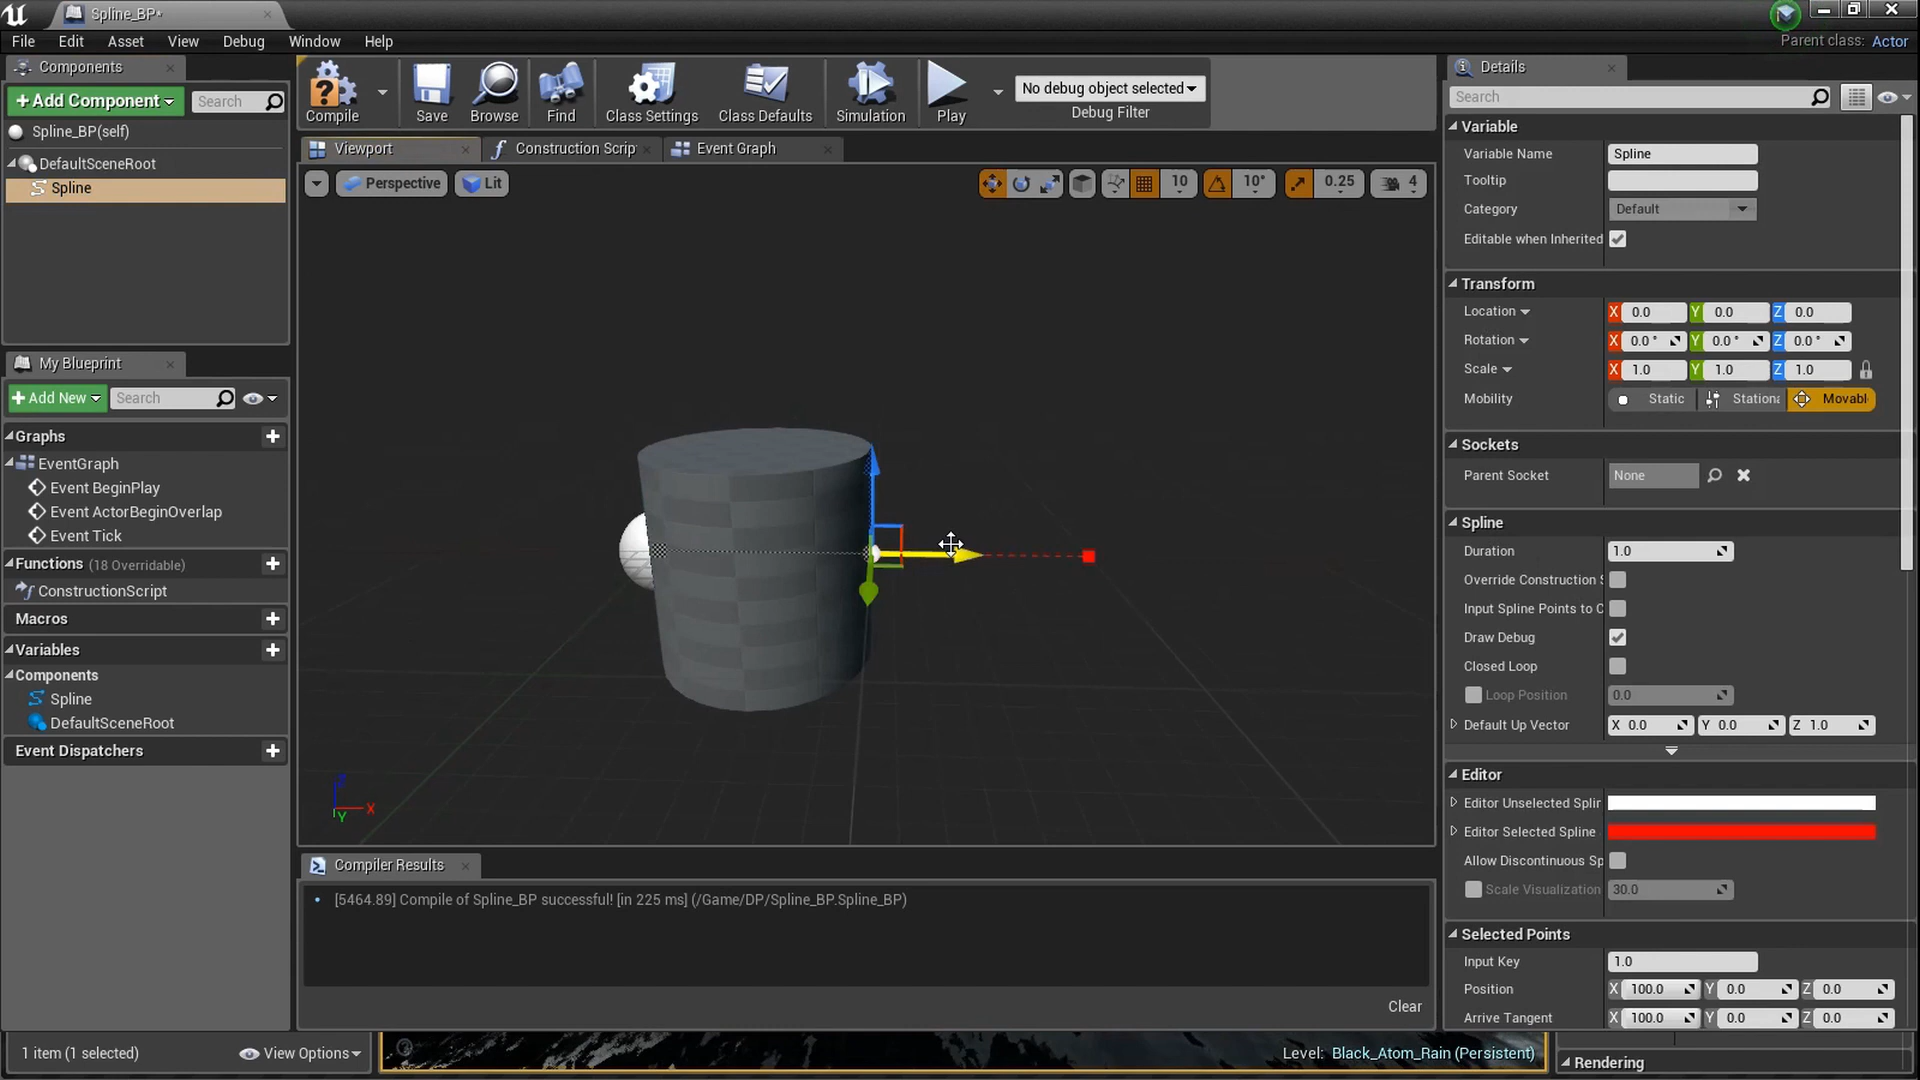 Spline_BP*
File Edit Asset View Debug Window Help
Parent class: Actor
Components
+Add Component
Search
Spline_BP(self)
DefaultSceneRoot
Spline
My Blueprint
+Add New
Search
Graphs
EventGraph
Event BeginPlay
Event ActorBeginOverlap
Event Tick
Functions (18 Overridable)
ConstructionScript
Macros
Variables
Components
Spline
DefaultSceneRoot
Event Dispatchers
1 item (1 selected)
View Options
Compile
Save
Browse
Find
Class Settings
Class Defaults
Simulation
Play
No debug object selected
Debug Filter
Viewport
Construction Scrip
Event Graph
Perspective
Lit
10
10°
0.25
4
Z
X
Y
Compiler Results
[5464.89] Compile of Spline_BP successful! [in 225 ms] (/Game/DP/Spline_BP.Spline_BP)
Clear
Level: Black_Atom_Rain (Persistent)
Details
Search
Variable
Variable Name Spline
Tooltip
Category Default
Editable when Inherited
Transform
Location X 0.0 Y 0.0 Z 0.0
Rotation X 0.0 ° Y 0.0 ° Z 0.0 °
Scale X 1.0 Y 1.0 Z 1.0
Mobility Static Stationa Movabl
Sockets
Parent Socket None
Spline
Duration 1.0
Override Construction S
Input Spline Points to C
Draw Debug
Closed Loop
Loop Position 0.0
Default Up Vector X 0.0 Y 0.0 Z 1.0
Editor
Editor Unselected Splin
Editor Selected Spline
Allow Discontinuous Sp
Scale Visualization 30.0
Selected Points
Input Key 1.0
Position X 100.0 Y 0.0 Z 0.0
Arrive Tangent X 100.0 Y 0.0 Z 0.0
Rendering